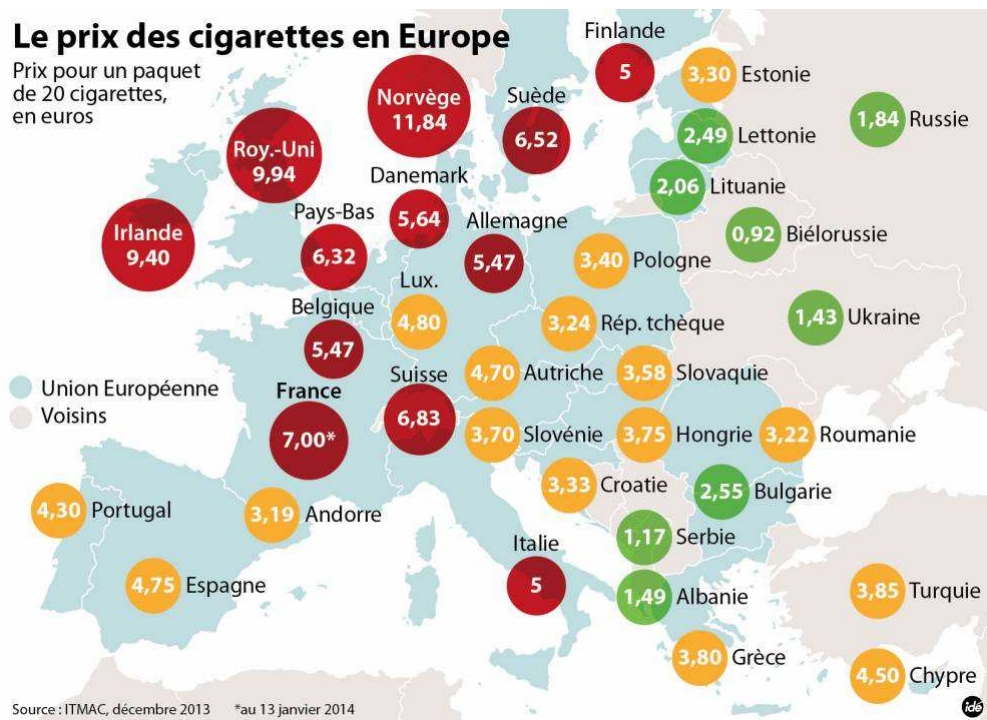 Le prix des cigarettes en Europe
Prix pour un paquet
de 20 cigarettes,
en euros
Finlande
5
3,30 Estonie
Norvège
11,84
Suède
6,52
1,84 Russie
2,49 Lettonie
Roy.-Uni
9,94
Danemark
5,64
2,06 Lituanie
Pays-Bas
6,32
Allemagne
5,47
Irlande
9,40
0,92 Biélorussie
3,40 Pologne
Lux.
4,80
Belgique
5,47
3,24 Rép. tchèque
1,43 Ukraine
Union Européenne
Voisins
France
7,00*
Suisse
6,83
4,70 Autriche
3,58 Slovaquie
3,70 Slovénie
3,75 Hongrie
3,22 Roumanie
3,33 Croatie
2,55 Bulgarie
4,30 Portugal
3,19 Andorre
1,17 Serbie
Italie
5
4,75 Espagne
1,49 Albanie
3,85 Turquie
3,80 Grèce
4,50 Chypre
Source : ITMAC, décembre 2013 *au 13 janvier 2014
idé